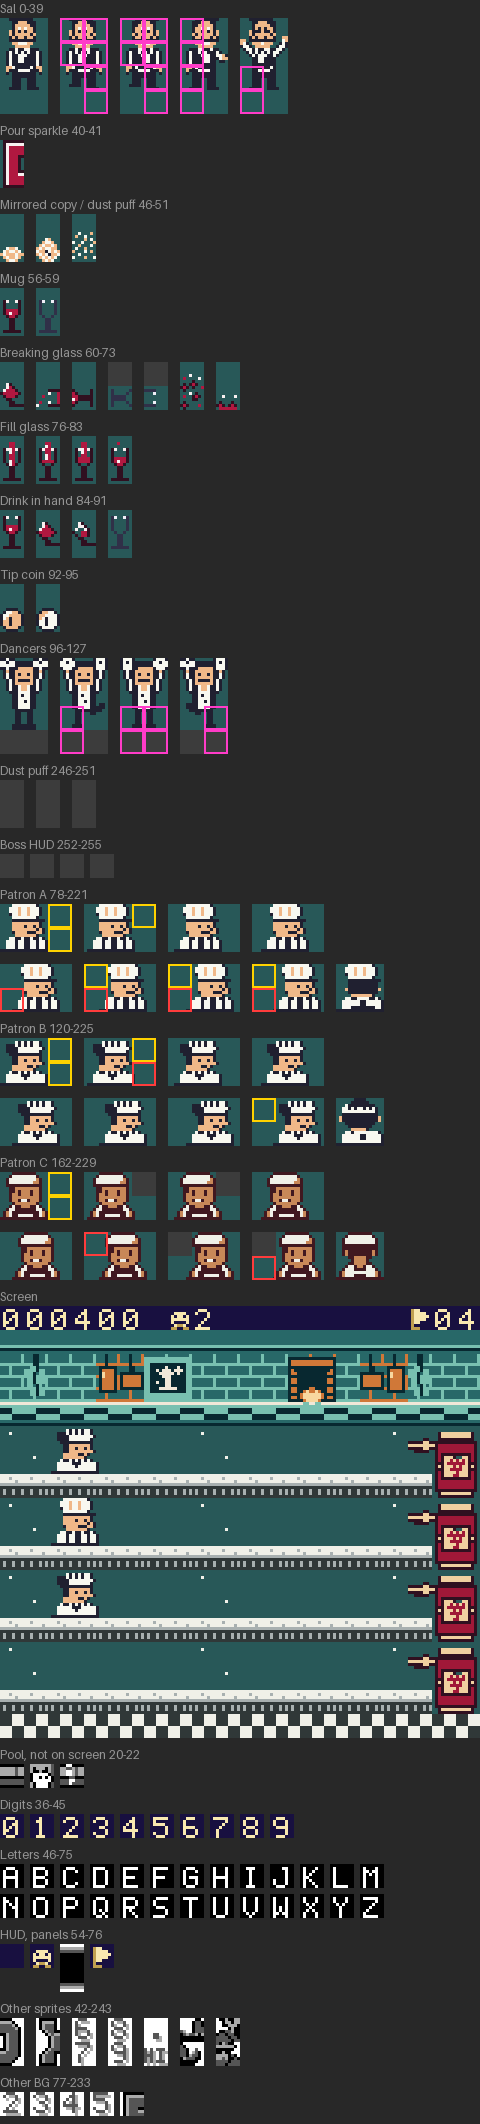 Sal 0-39
Pour sparkle 40-41
Mirrored copy / dust puff 46-51
Mug 56-59
Breaking glass 60-73
Fill glass 76-83
Drink in hand 84-91
Tip coin 92-95
Dancers 96-127
Dust puff 246-251
Boss HUD 252-255
Patron A 78-221
Patron B 120-225
Patron C 162-229
Screen
000400 2 04
Pool, not on screen 20-22
Digits 36-45
0 1 2 3 4 5 6 7 8 9
Letters 46-75
A B C D E F G H I J K L M
N O P Q R S T U V W X Y Z
HUD, panels 54-76
Other sprites 42-243
6 7 8 9 HI
Other BG 77-233
2 3 4 5